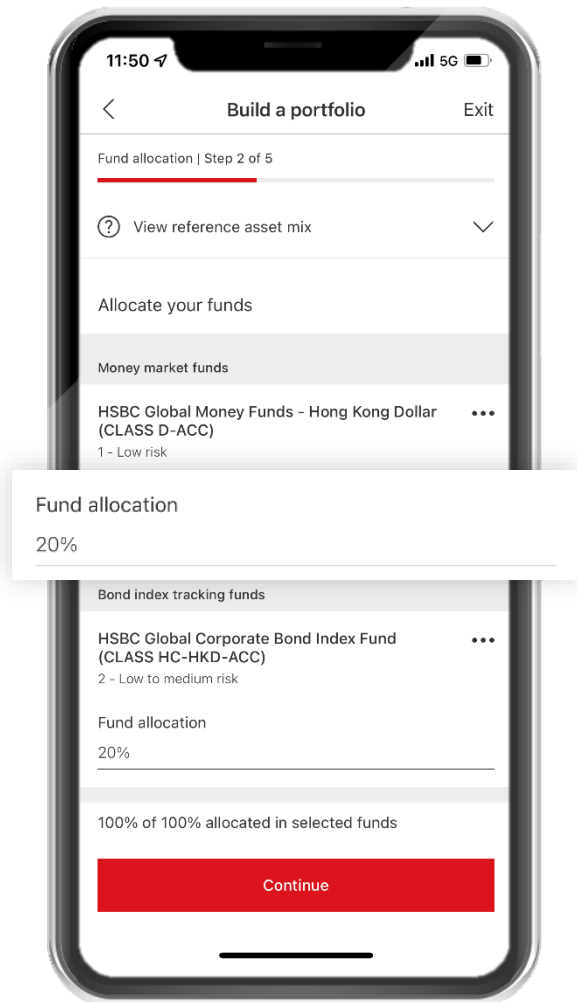 11:50
5G
Build a portfolio
Exit
Fund allocation | Step 2 of 5
? View reference asset mix
Allocate your funds
Money market funds
HSBC Global Money Funds - Hong Kong Dollar
(CLASS D-ACC)
1 - Low risk
Fund allocation
20%
Bond index tracking funds
HSBC Global Corporate Bond Index Fund
(CLASS HC-HKD-ACC)
2 - Low to medium risk
Fund allocation
20%
100% of 100% allocated in selected funds
Continue